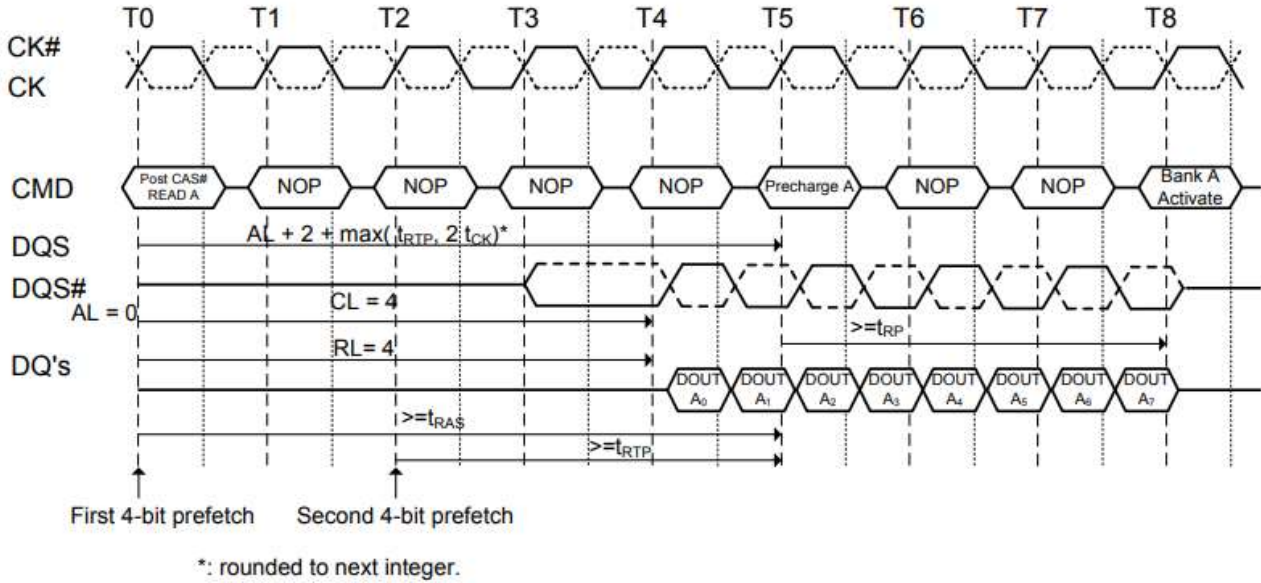 T0 T1 T2 T3 T4 T5 T6 T7 T8
CK#
CK
CMD
Post CAS#
READ A
NOP
NOP
NOP
NOP
Precharge A
NOP
NOP
Bank A
Activate
DQS
AL + 2 + max( tRTP, 2 tCK)*
DQS#
AL = 0
CL = 4
>=tRP
RL= 4
DQ's
DOUT
A0
DOUT
A1
DOUT
A2
DOUT
A3
DOUT
A4
DOUT
A5
DOUT
A6
DOUT
A7
>=tRAS
>=tRTP
First 4-bit prefetch
Second 4-bit prefetch
*: rounded to next integer.